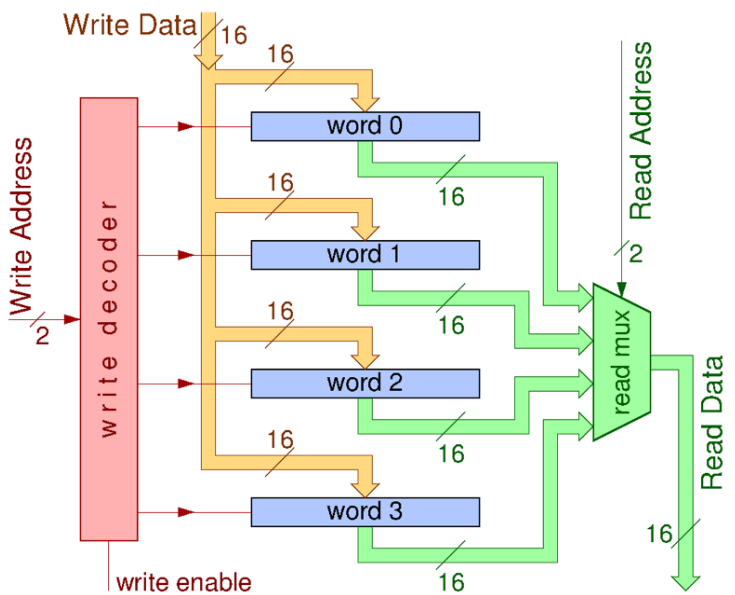 Write Data
16
16
word 0
16
Read Address
2
Write Address
2
write decoder
16
word 1
16
16
word 2
16
read mux
16
word 3
16
Read Data
16
write enable